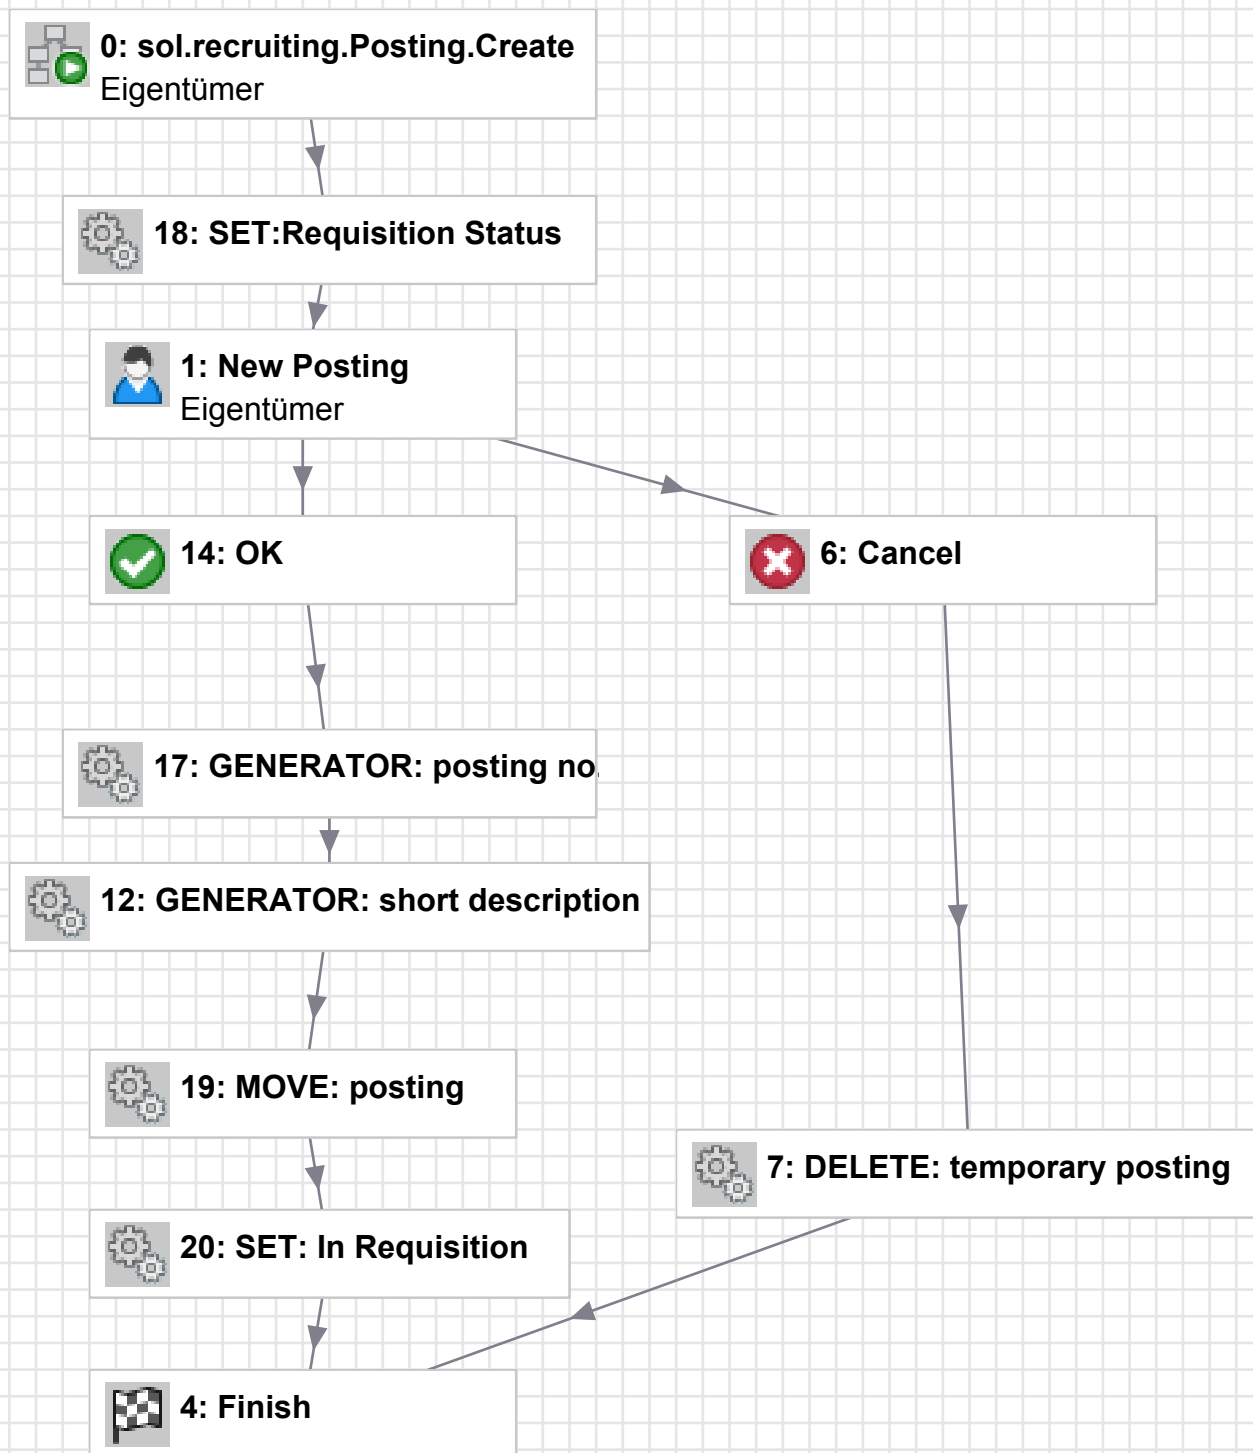 0: sol.recruiting.Posting.Create
Eigentümer
18: SET:Requisition Status
1: New Posting
Eigentümer
14: OK
6: Cancel
17: GENERATOR: posting no.
12: GENERATOR: short description
19: MOVE: posting
7: DELETE: temporary posting
20: SET: In Requisition
4: Finish